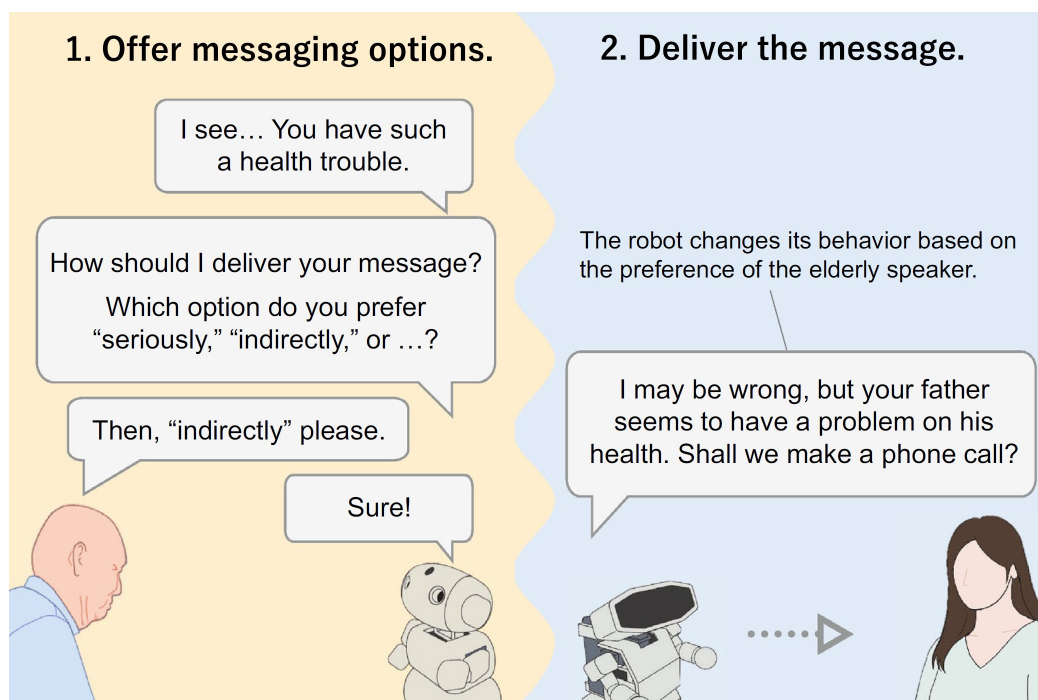 1. Offer messaging options.
I see… You have such
a health trouble.
How should I deliver your message?
Which option do you prefer
“seriously,” “indirectly,” or …?
Then, “indirectly” please.
Sure!
2. Deliver the message.
The robot changes its behavior based on
the preference of the elderly speaker.
I may be wrong, but your father
seems to have a problem on his
health. Shall we make a phone call?